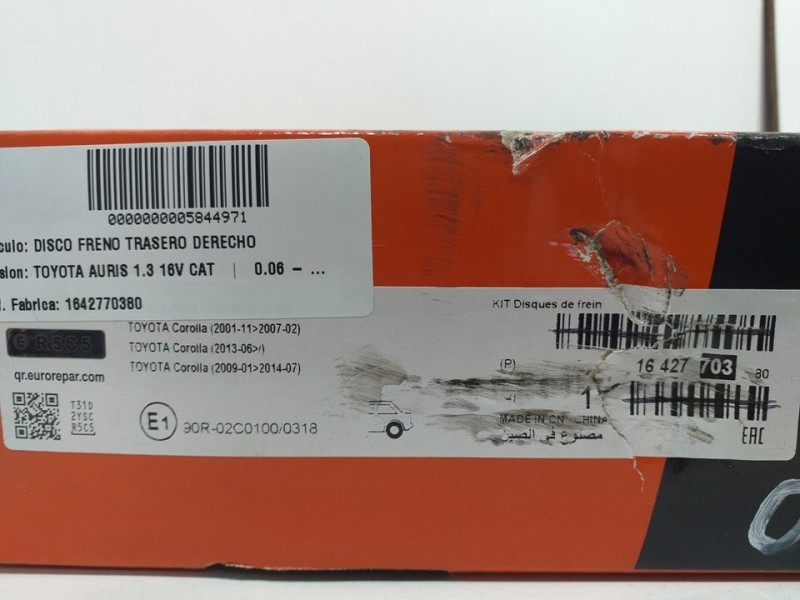 0000000005844971
culo: DISCO FRENO TRASERO DERECHO
sion: TOYOTA AURIS 1.3 16V CAT | 0.06 - ...
. Fabrica: 1642770380
KIT Disques de frein
E R5C5
TOYOTA Corolla (2001-11>2007-02)
TOYOTA Corolla (2013-06>/)
TOYOTA Corolla (2009-01>2014-07)
(P) 16 427 703 80
qr.eurorepar.com
T31D
2YSC
R5C5
E1 90R-02C0100/0318
1
MADE IN CN CHINA
مصنوع في الصين
EAC